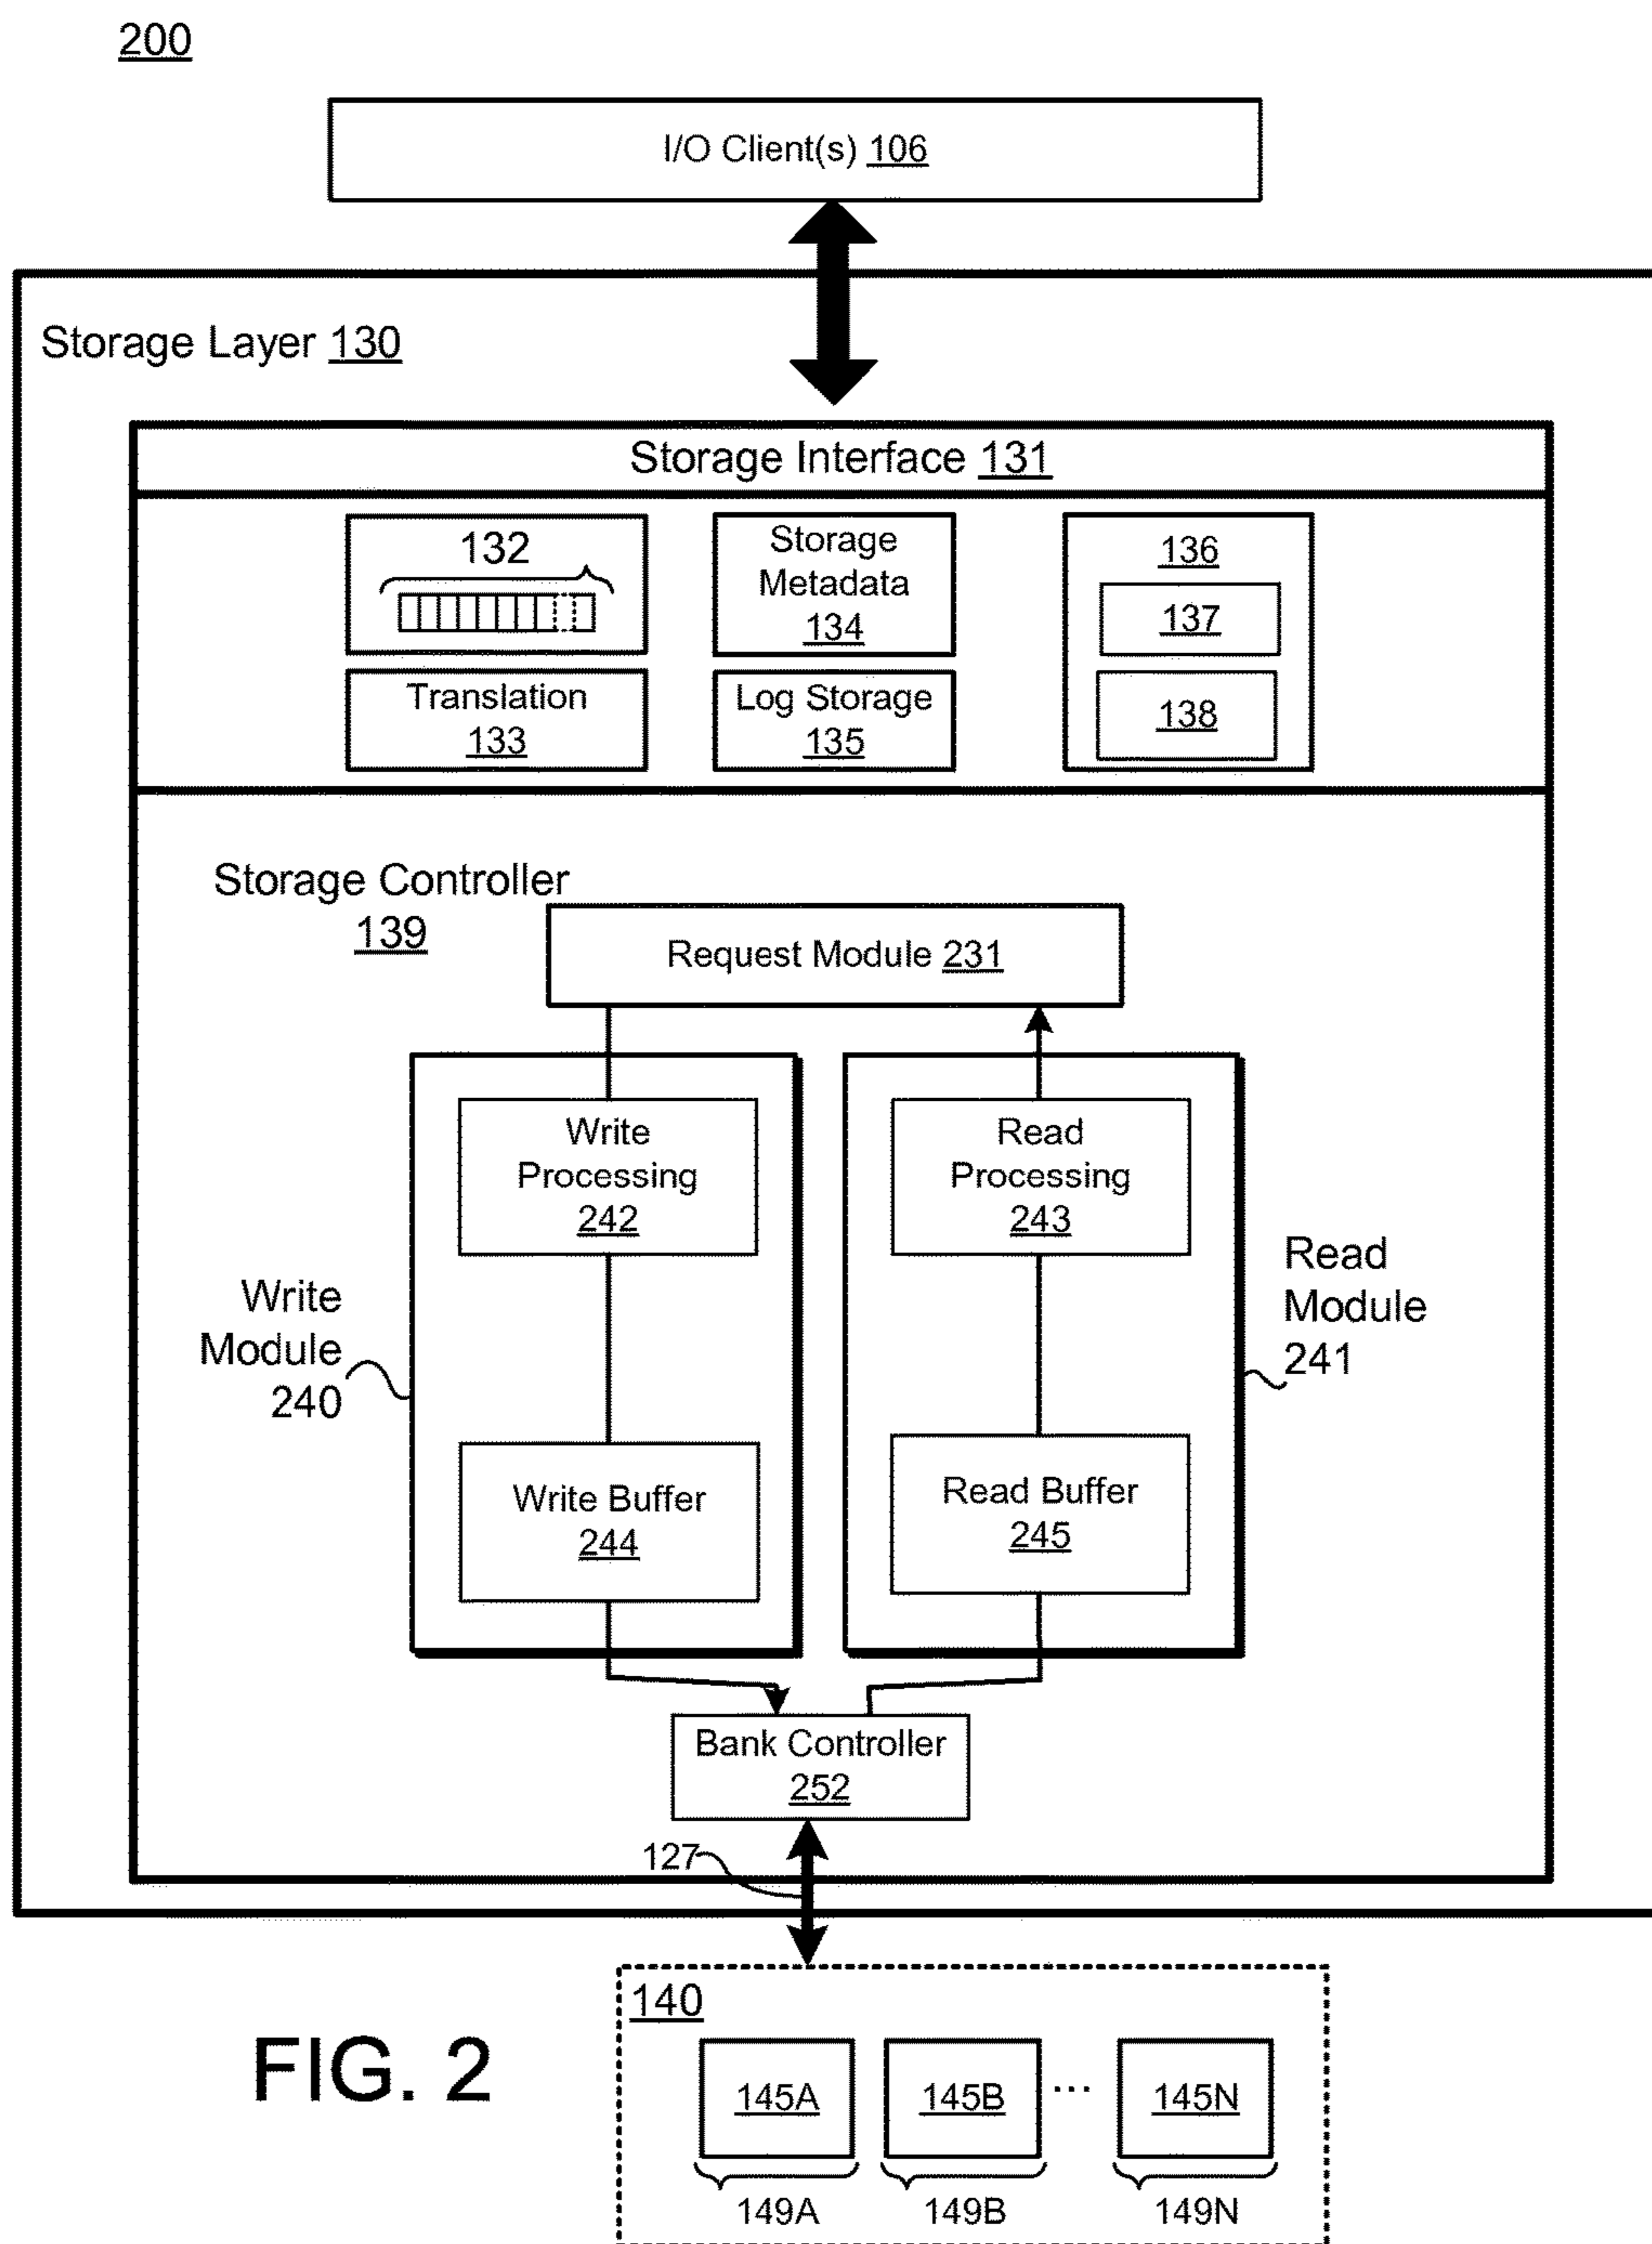 200
I/O Client(s) 106
Storage Layer 130
Storage Interface 131
132
Storage
Metadata
134
136
137
138
Translation
133
Log Storage
135
Storage Controller
139
Request Module 231
Write
Processing
242
Read
Processing
243
Write
Module
240
Read
Module
241
Write Buffer
244
Read Buffer
245
Bank Controller
252
127
140
145A
145B
...
145N
149A
149B
149N
FIG. 2